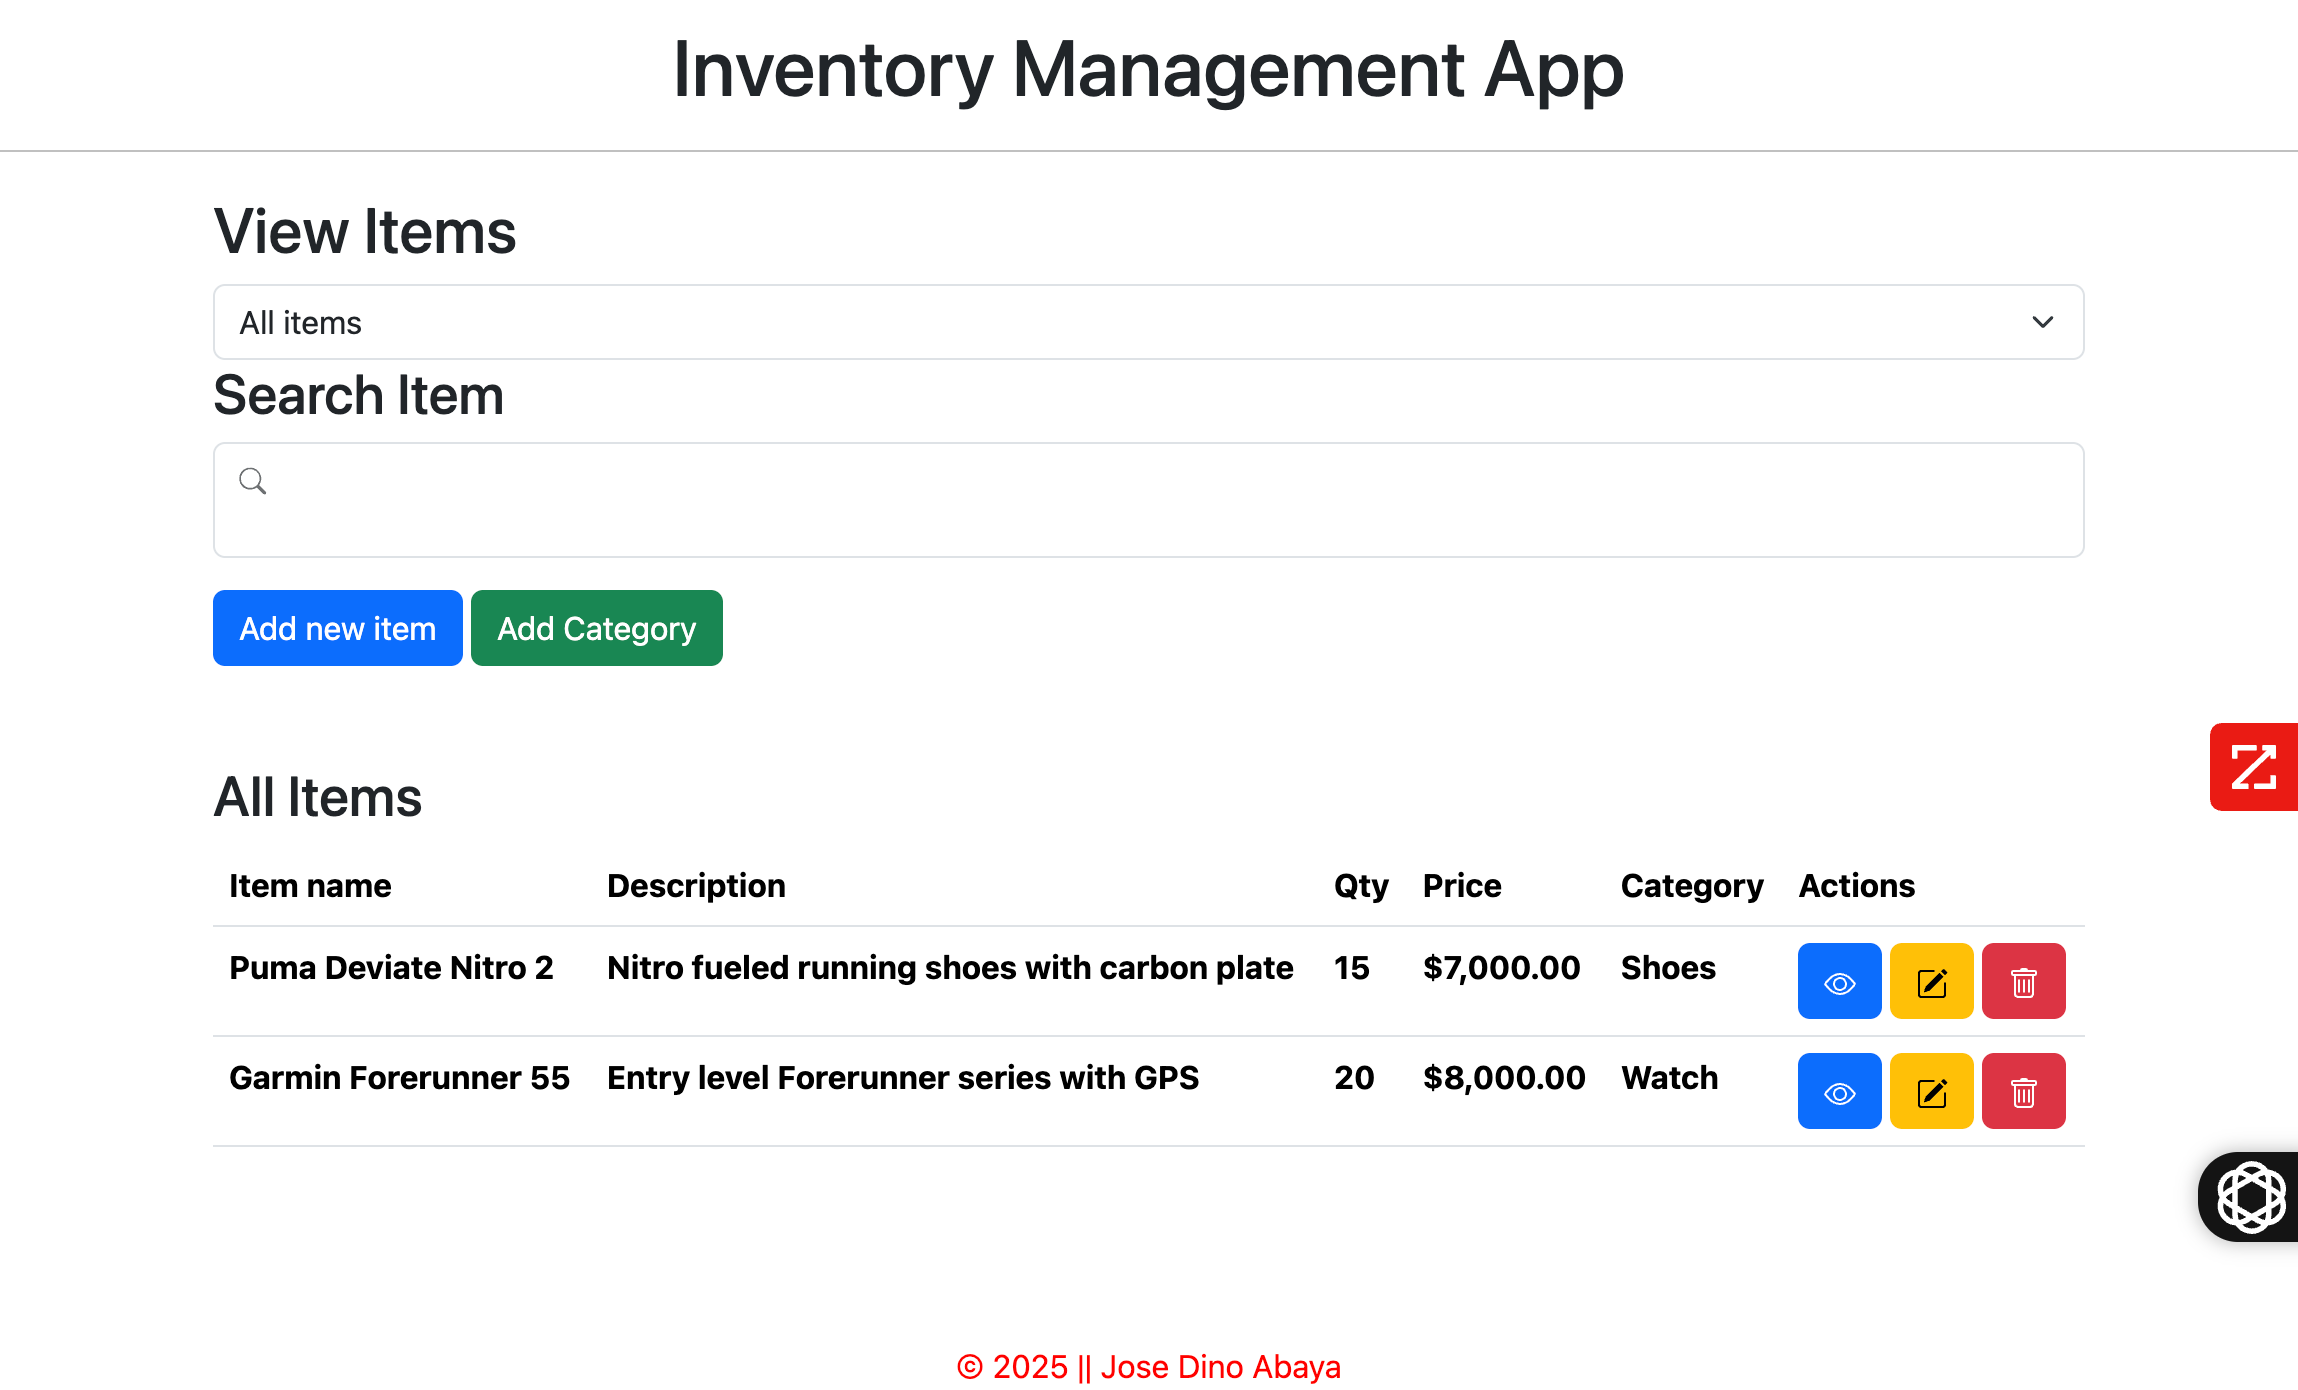 Inventory Management App
View Items
All items
Search Item
Add new item Add Category
All Items
Item name Description Qty Price Category Actions
Puma Deviate Nitro 2 Nitro fueled running shoes with carbon plate 15 $7,000.00 Shoes
Garmin Forerunner 55 Entry level Forerunner series with GPS 20 $8,000.00 Watch
© 2025 || Jose Dino Abaya